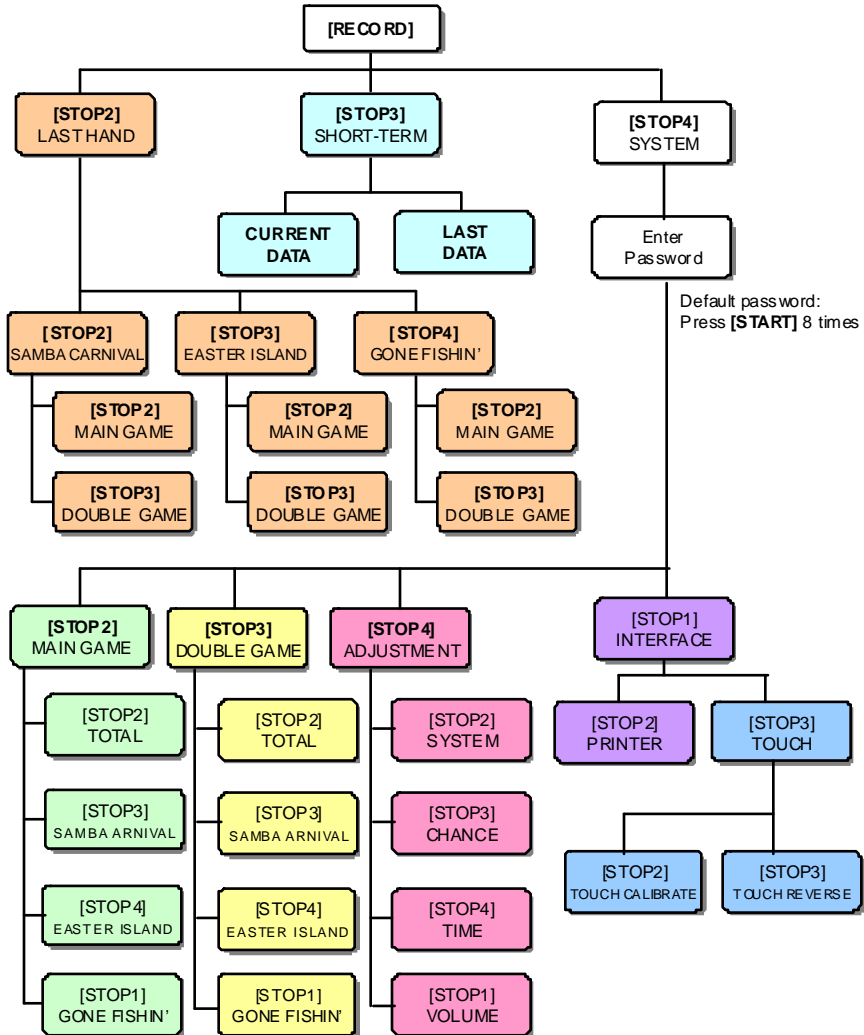 [RECORD]
[STOP2]
LAST HAND
[STOP3]
SHORT-TERM
[STOP4]
SYSTEM
CURRENT
DATA
LAST
DATA
Enter
Password
Default password:
Press [START] 8 times
[STOP2]
SAMBA CARNIVAL
[STOP3]
EASTER ISLAND
[STOP4]
GONE FISHIN'
[STOP2]
MAIN GAME
[STOP2]
MAIN GAME
[STOP2]
MAIN GAME
[STOP3]
DOUBLE GAME
[STOP3]
DOUBLE GAME
[STOP3]
DOUBLE GAME
[STOP2]
MAIN GAME
[STOP3]
DOUBLE GAME
[STOP4]
ADJUSTMENT
[STOP1]
INTERFACE
[STOP2]
TOTAL
[STOP2]
TOTAL
[STOP2]
SYSTEM
[STOP2]
PRINTER
[STOP3]
TOUCH
[STOP3]
SAMBA ARNIVAL
[STOP3]
SAMBA ARNIVAL
[STOP3]
CHANCE
[STOP2]
TOUCH CALIBRATE
[STOP3]
TOUCH REVERSE
[STOP4]
EASTER ISLAND
[STOP4]
EASTER ISLAND
[STOP4]
TIME
[STOP1]
GONE FISHIN'
[STOP1]
GONE FISHIN'
[STOP1]
VOLUME